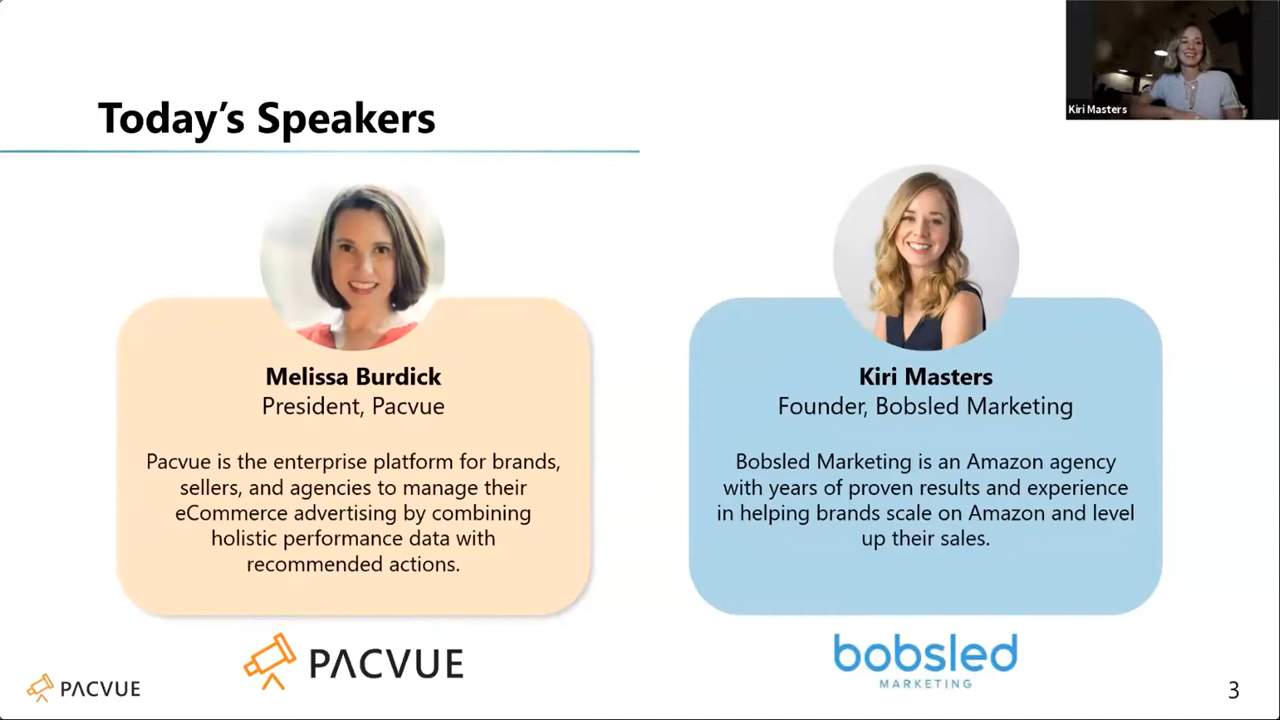 Kiri Masters
Today's Speakers
Melissa Burdick
President, Pacvue
Pacvue is the enterprise platform for brands,
sellers, and agencies to manage their
eCommerce advertising by combining
holistic performance data with
recommended actions.
PACVUE
Kiri Masters
Founder, Bobsled Marketing
Bobsled Marketing is an Amazon agency
with years of proven results and experience
in helping brands scale on Amazon and level
up their sales.
bobsled
MARKETING
PACVUE
3